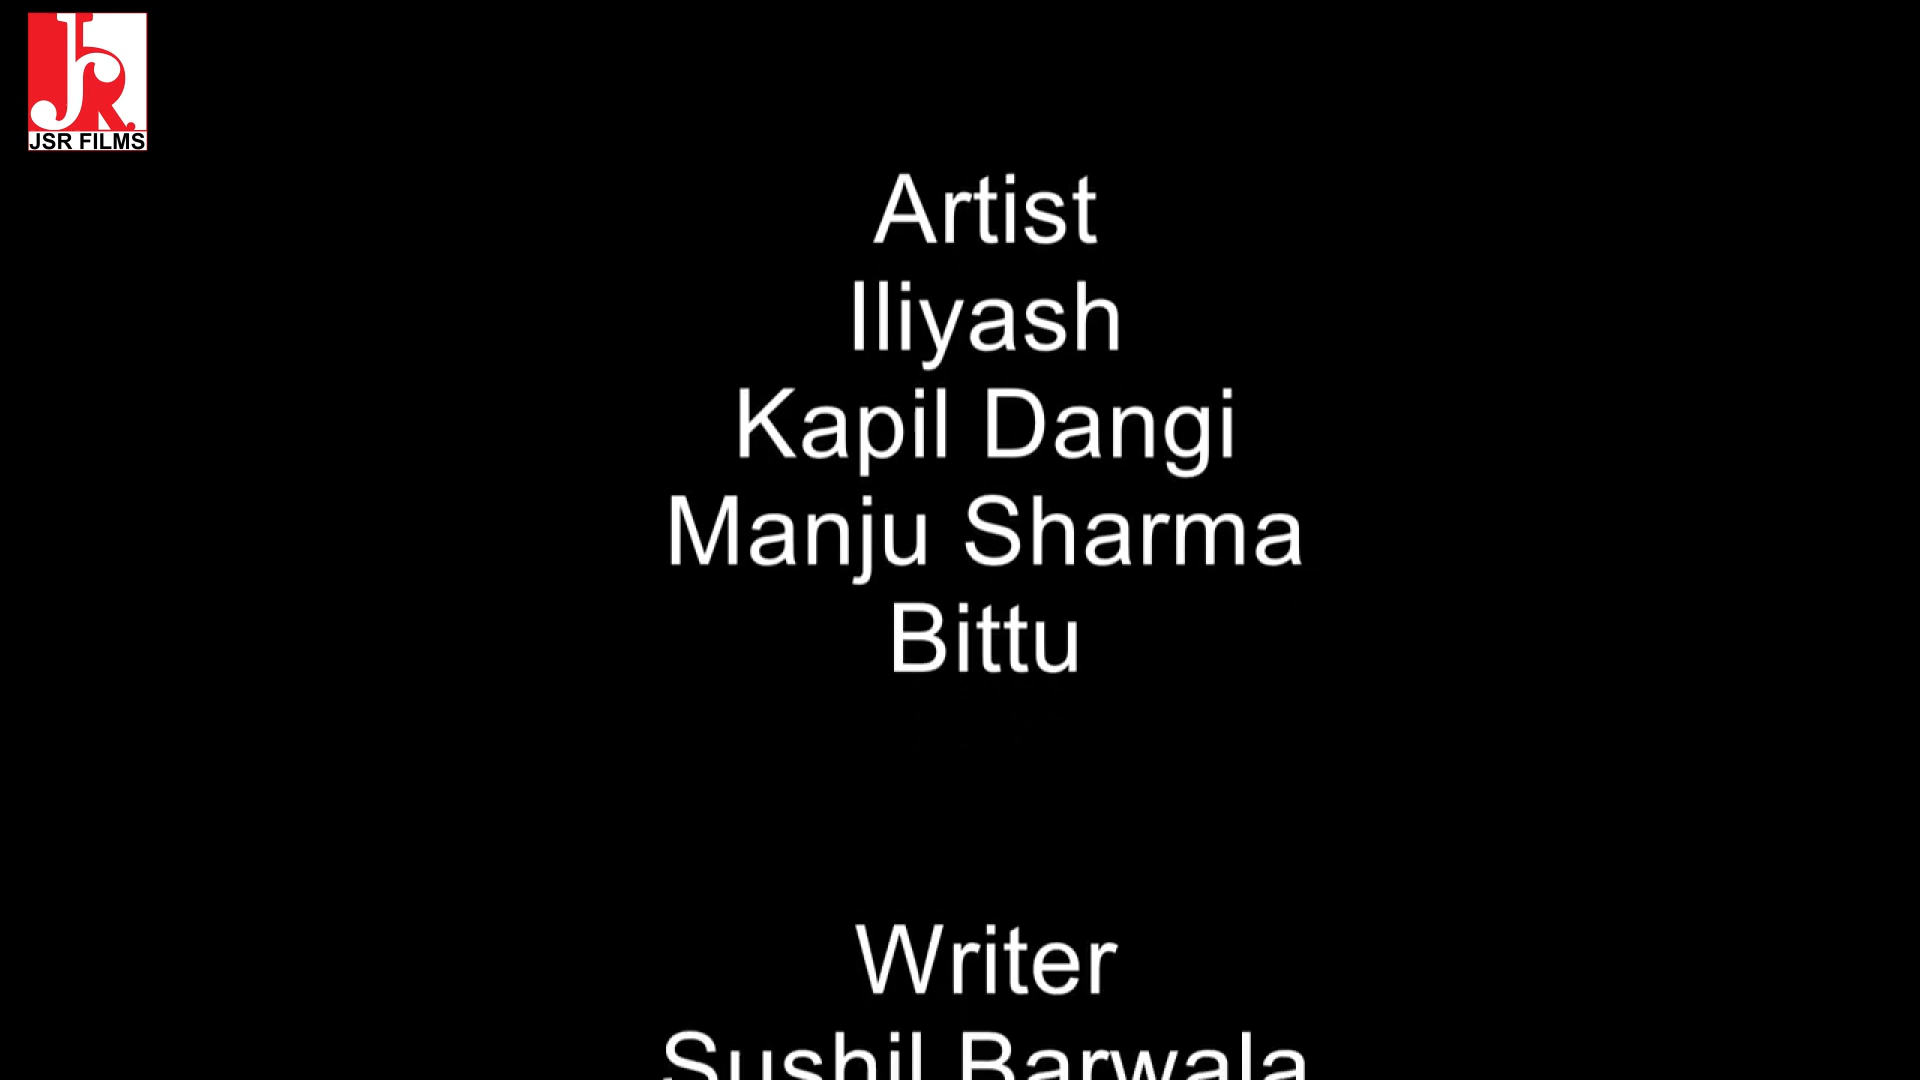 JSR FILMS
Artist
Iliyash
Kapil Dangi
Manju Sharma
Bittu
Writer
Sushil Barwala